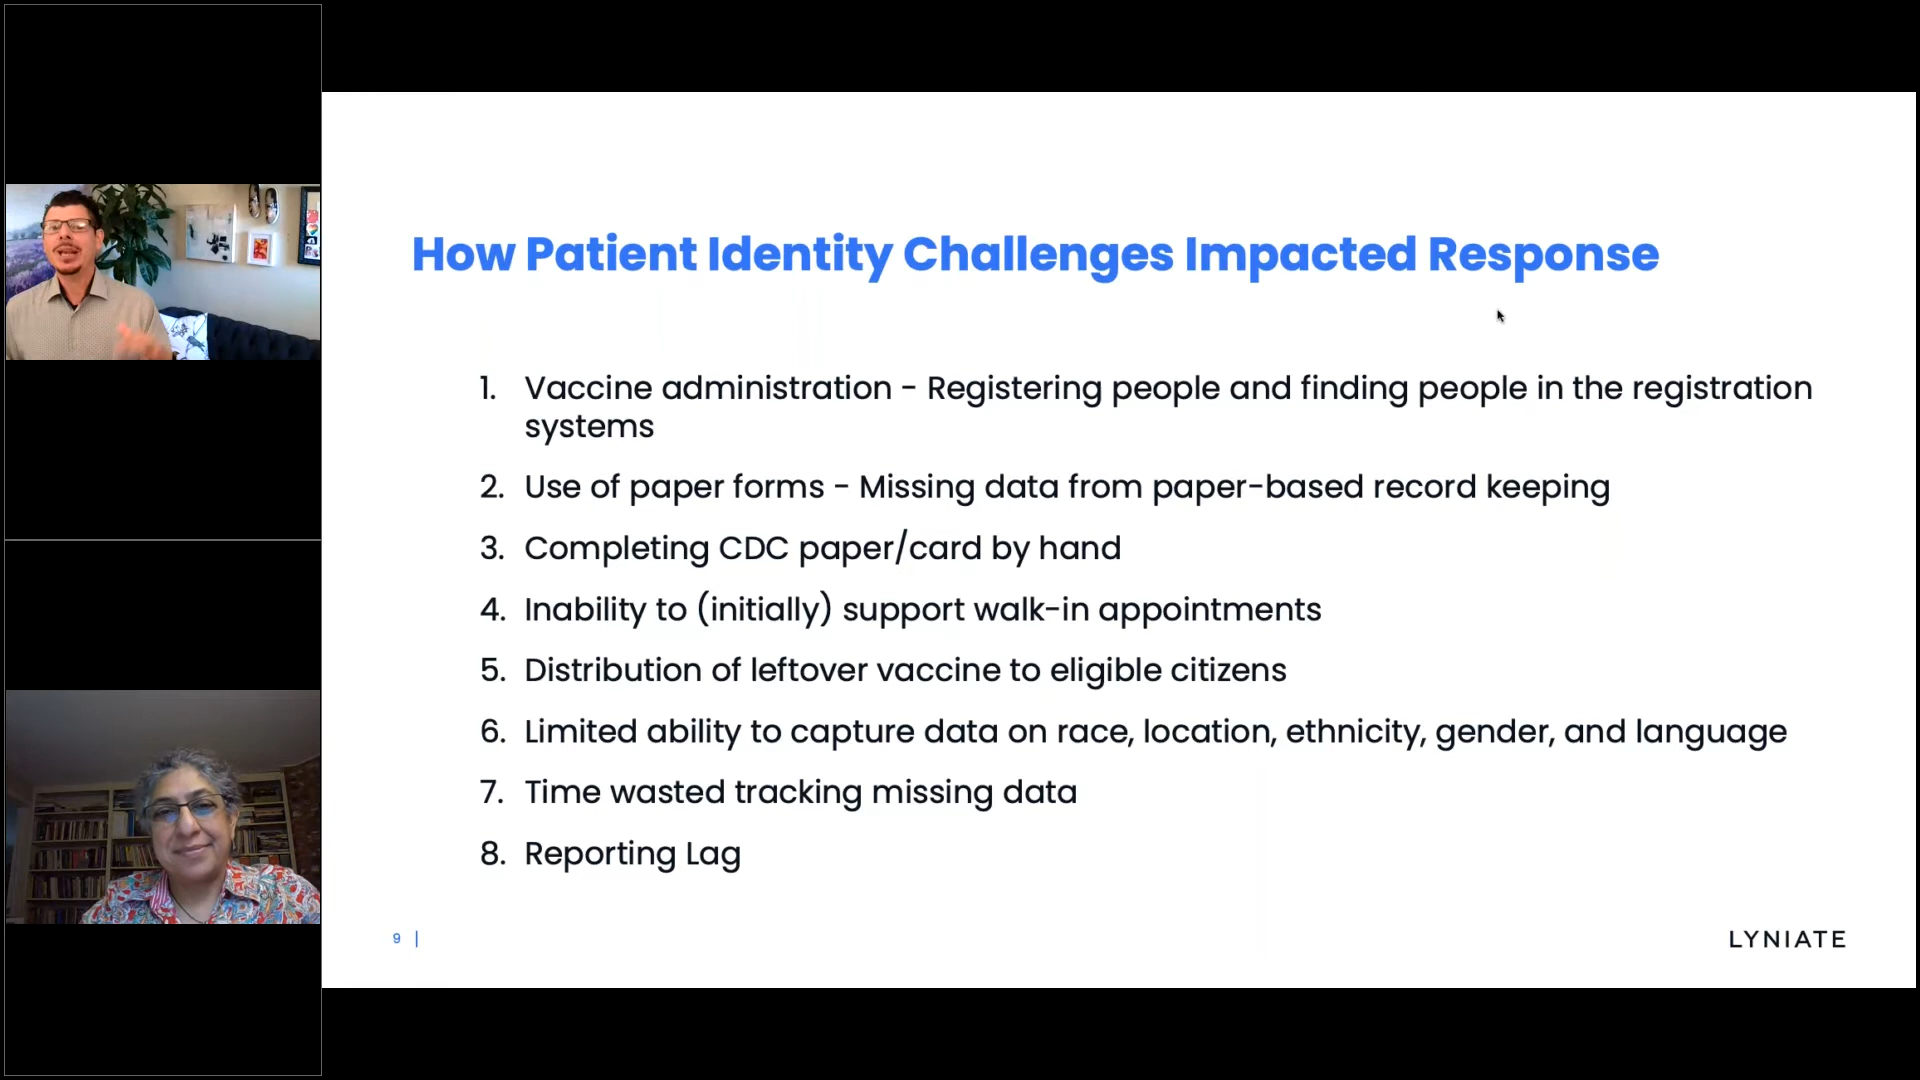 How Patient Identity Challenges Impacted Response
1. Vaccine administration - Registering people and finding people in the registration
systems
2. Use of paper forms - Missing data from paper-based record keeping
3. Completing CDC paper/card by hand
4. Inability to (initially) support walk-in appointments
5. Distribution of leftover vaccine to eligible citizens
6. Limited ability to capture data on race, location, ethnicity, gender, and language
7. Time wasted tracking missing data
8. Reporting Lag
9 |
LYNIATE